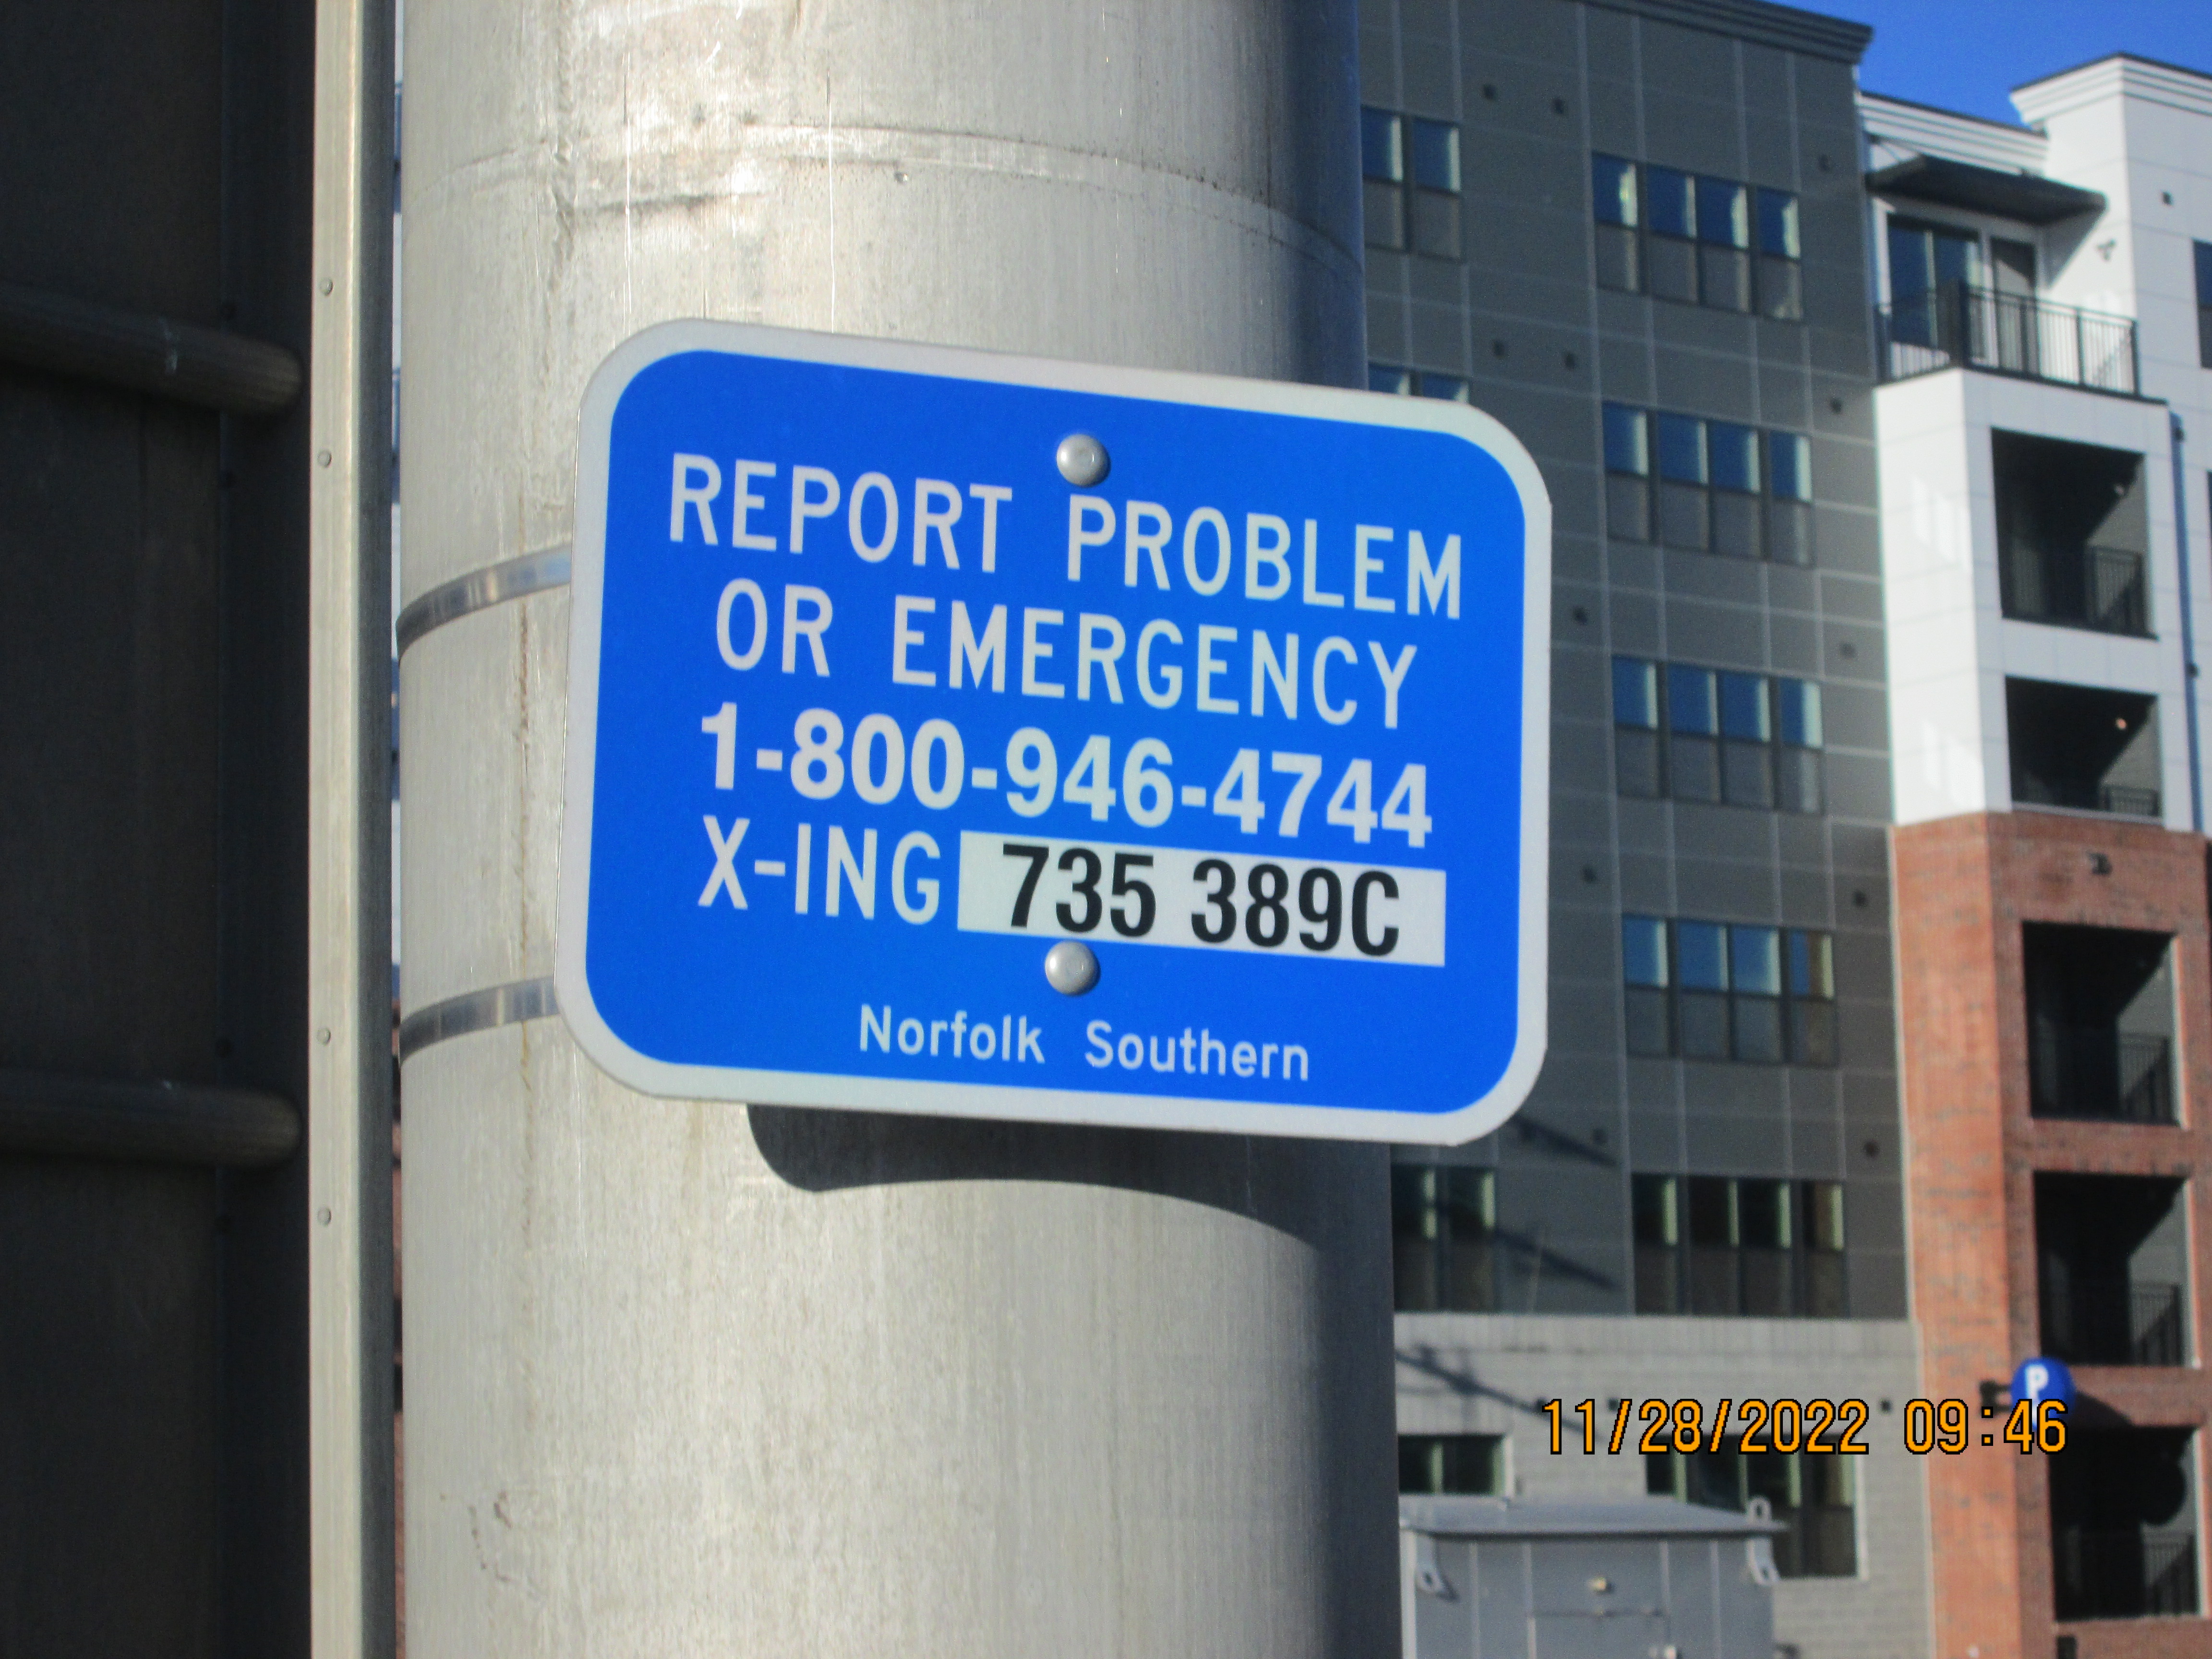 REPORT PROBLEM
OR EMERGENCY
1-800-946-4744
X-ING 735 389C
Norfolk Southern
P
11/28/2022 09:46